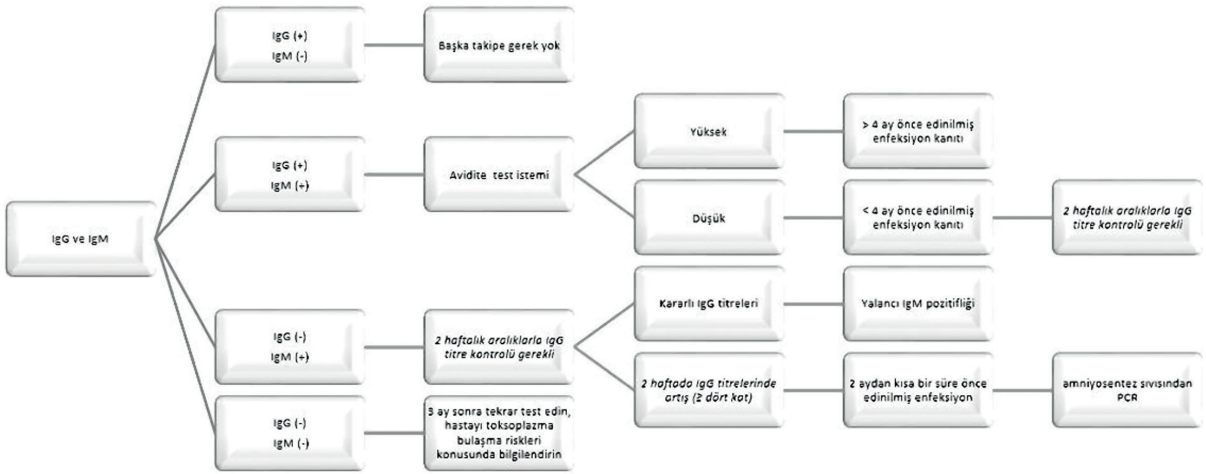 IgG ve IgM
IgG (+)
IgM (-)
Başka takipe gerek yok
IgG (+)
IgM (+)
Avidite test istemi
Yüksek
> 4 ay önce edinilmiş
enfeksiyon kanıtı
Düşük
< 4 ay önce edinilmiş
enfeksiyon kanıtı
2 haftalık aralıklarla IgG
titre kontrolü gerekli
IgG (-)
IgM (+)
2 haftalık aralıklarla IgG
titre kontrolü gerekli
Kararlı IgG titreleri
Yalancı IgM pozitifliği
2 haftada IgG titrelerinde
artış (≥ dört kat)
2 aydan kısa bir süre önce
edinilmiş enfeksiyon
amniyosentez sıvısından
PCR
IgG (-)
IgM (-)
3 ay sonra tekrar test edin,
hastayı toksoplazma
bulaşma riskleri
konusunda bilgilendirin